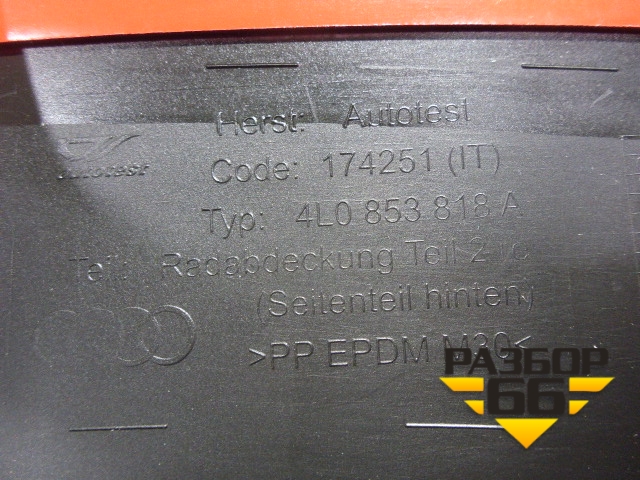 Herst: Autotest
Autotest
Code: 174251 (IT)
Typ: 4L0 853 818 A
Teil: Radabdeckung Teil 2
(Seitenteil hinten)
>PP EPDM M30<
РАЗБОР
66